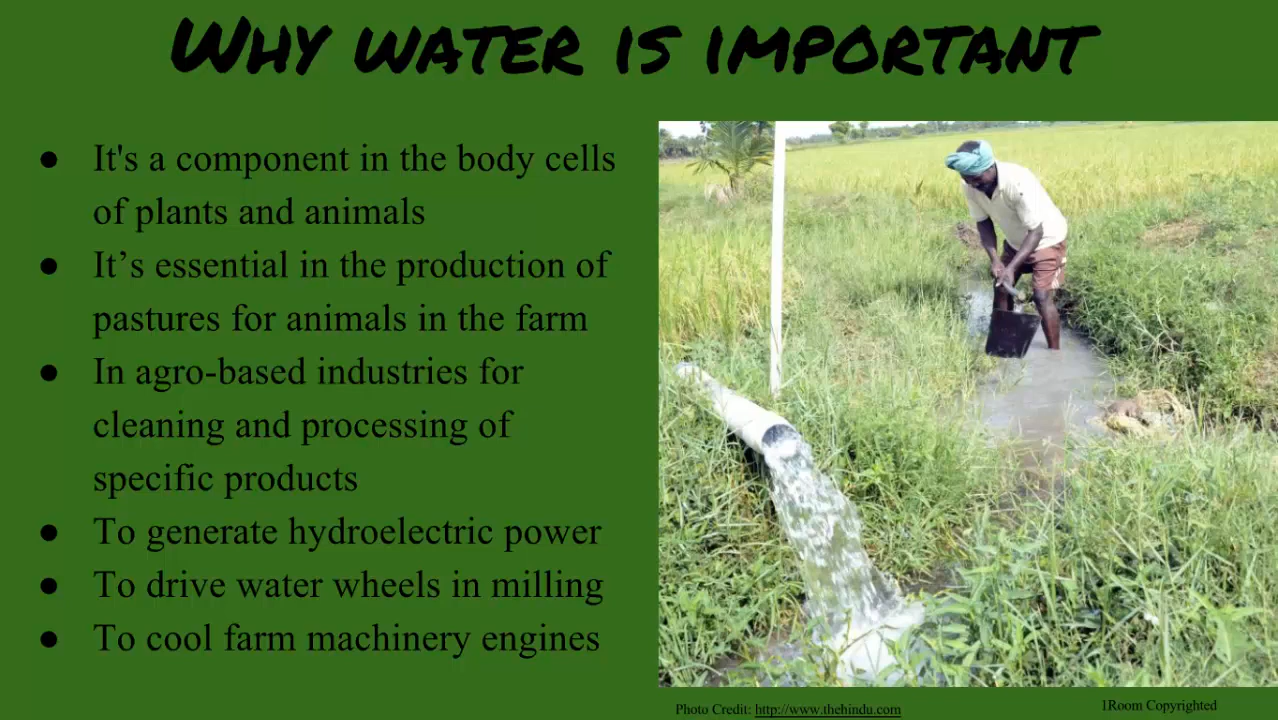 Why water is important
● It's a component in the body cells
of plants and animals
● It’s essential in the production of
pastures for animals in the farm
● In agro-based industries for
cleaning and processing of
specific products
● To generate hydroelectric power
● To drive water wheels in milling
● To cool farm machinery engines
Photo Credit: http://www.thehindu.com
1Room Copyrighted